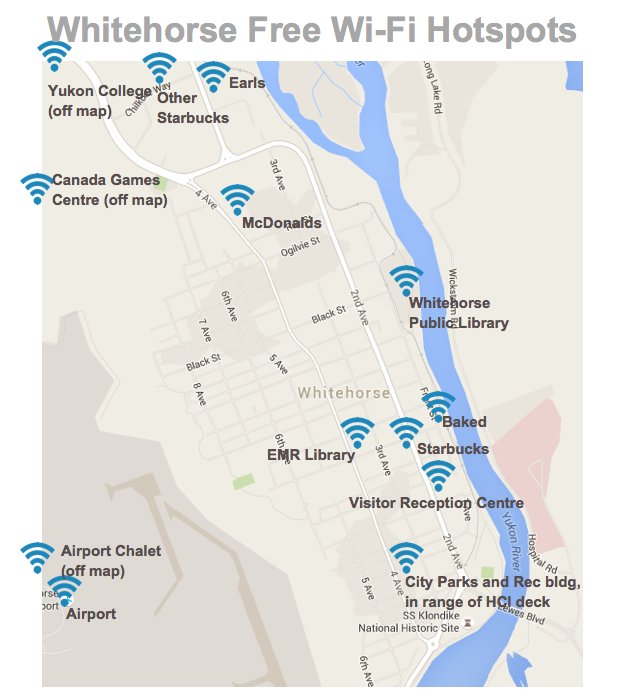 Whitehorse Free Wi-Fi Hotspots
Yukon College
(off map)
Chilkoot Way
Other
Starbucks
Earls
ong Lake Rd
Canada Games
Centre (off map)
4 Ave
3rd Ave
McDonalds
Ogilvie St
2nd Ave
Wickstrom Rd
Whitehorse
Public Library
6th Ave
7 Ave
Black St
Black St
5 Ave
8 Ave
Whitehorse
Baked
Starbucks
EMR Library
6th Ave
3rd Ave
Visitor Reception Centre
Yukon River
Hospital Rd
2nd Ave
Airport Chalet
(off map)
Airport
City Parks and Rec bldg,
in range of HCI deck
5 Ave
4 Ave
SS Klondike
National Historic Site
Lewes Blvd
6th Ave